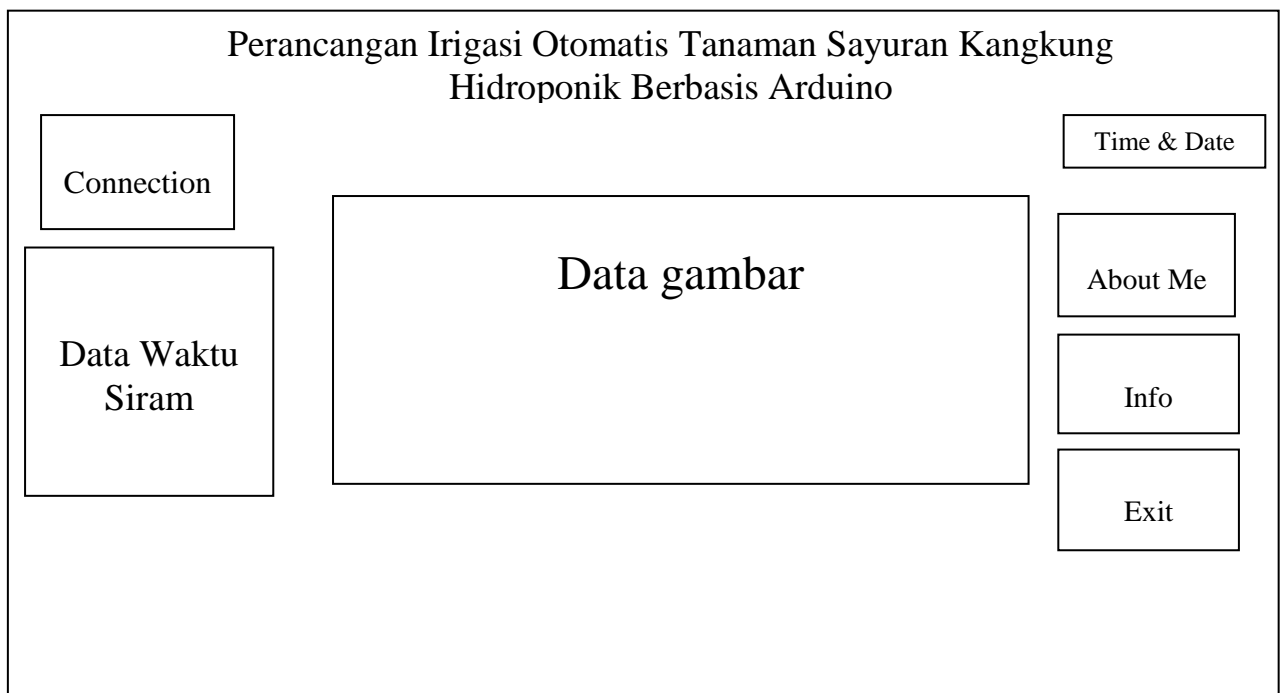 Perancangan Irigasi Otomatis Tanaman Sayuran Kangkung
Hidroponik Berbasis Arduino
Connection
Time & Date
Data gambar
About Me
Data Waktu
Siram
Info
Exit